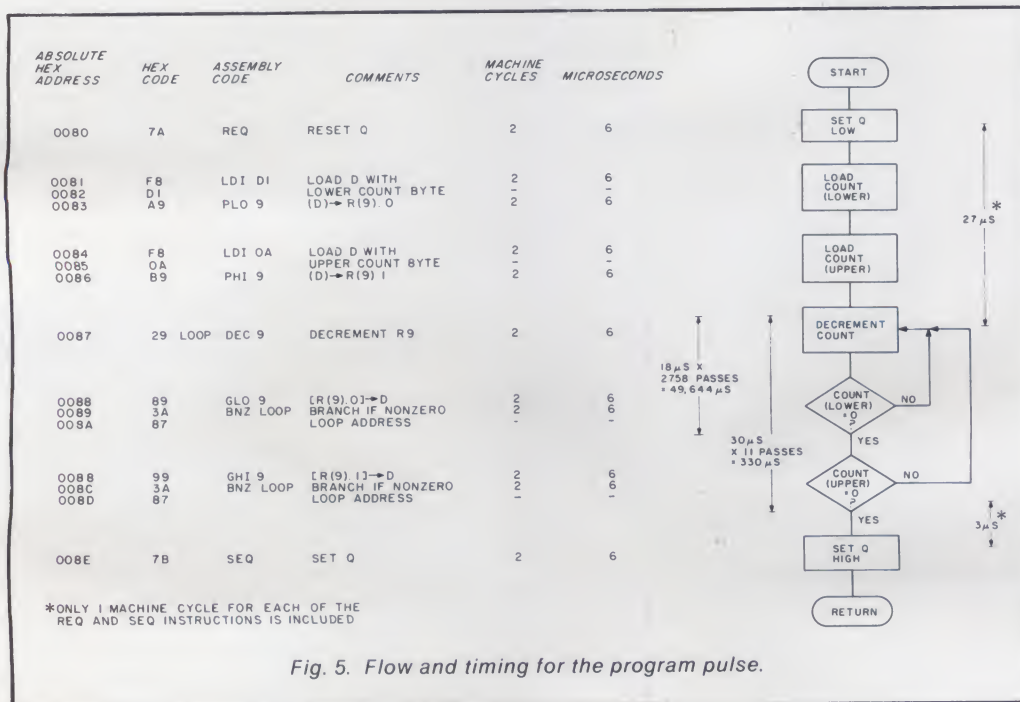 ABSOLUTE
HEX HEX ASSEMBLY MACHINE
ADDRESS CODE CODE COMMENTS CYCLES MICROSECONDS
0080 7A REQ RESET Q 2 6
0081 F8 LDI D1 LOAD D WITH 2 6
0082 D1 LOWER COUNT BYTE - -
0083 A9 PLO 9 (D)→R(9).0 2 6
0084 F8 LDI 0A LOAD D WITH 2 6
0085 0A UPPER COUNT BYTE - -
0086 B9 PHI 9 (D)→R(9).1 2 6
0087 29 LOOP DEC 9 DECREMENT R9 2 6
0088 89 GLO 9 [R(9).0]→D 2 6
0089 3A BNZ LOOP BRANCH IF NONZERO 2 6
008A 87 LOOP ADDRESS - -
008B 99 GHI 9 [R(9).1]→D 2 6
008C 3A BNZ LOOP BRANCH IF NONZERO 2 6
008D 87 LOOP ADDRESS - -
008E 7B SEQ SET Q 2 6
*ONLY 1 MACHINE CYCLE FOR EACH OF THE
REQ AND SEQ INSTRUCTIONS IS INCLUDED
START
SET Q
LOW
LOAD
COUNT
(LOWER)
27µS*
LOAD
COUNT
(UPPER)
DECREMENT
COUNT
18µS X
2758 PASSES
=49,644µS
COUNT
(LOWER)
=0
?
NO
YES
30µS
X 11 PASSES
=330µS
COUNT
(UPPER)
=0
?
NO
YES
3µS*
SET Q
HIGH
RETURN
Fig. 5. Flow and timing for the program pulse.